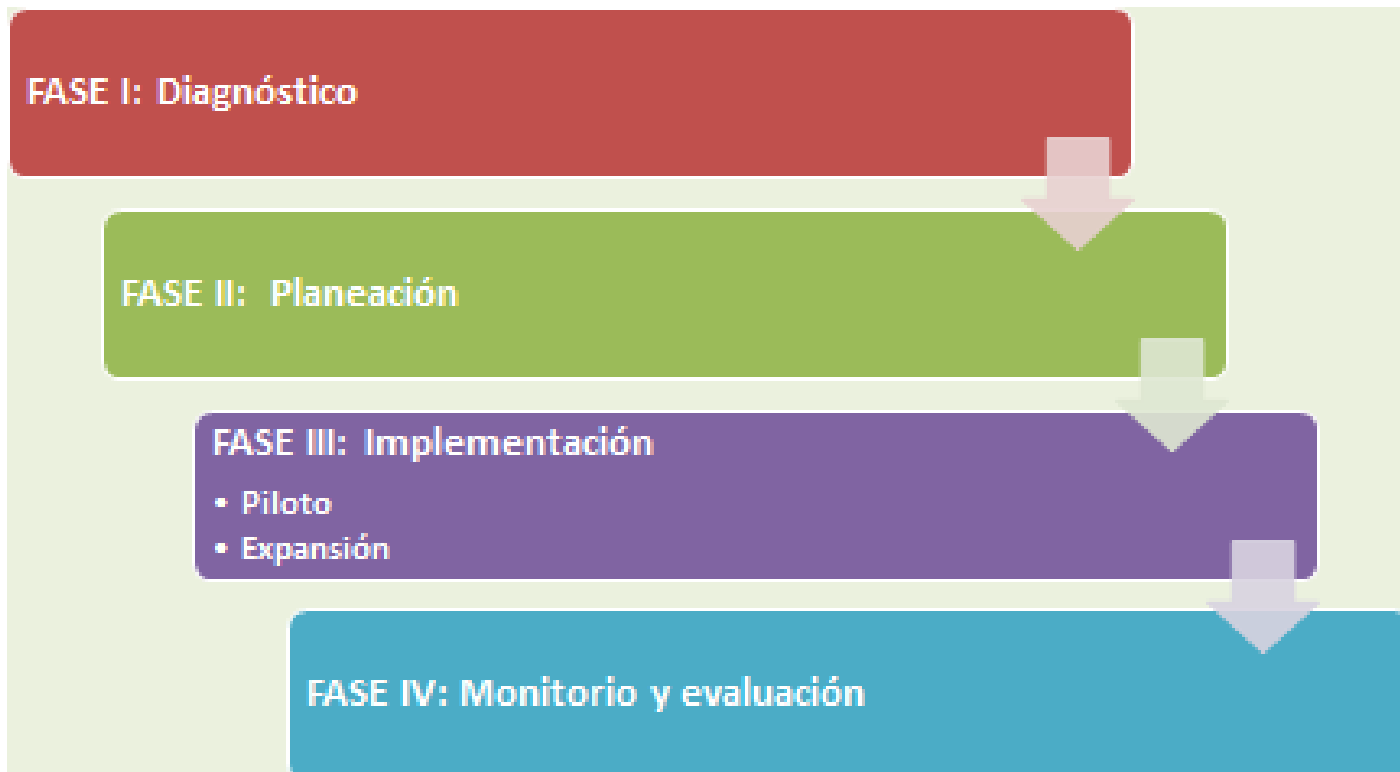 FASE I: Diagnóstico
FASE II: Planeación
FASE III: Implementación
• Piloto
• Expansión
FASE IV: Monitorio y evaluación